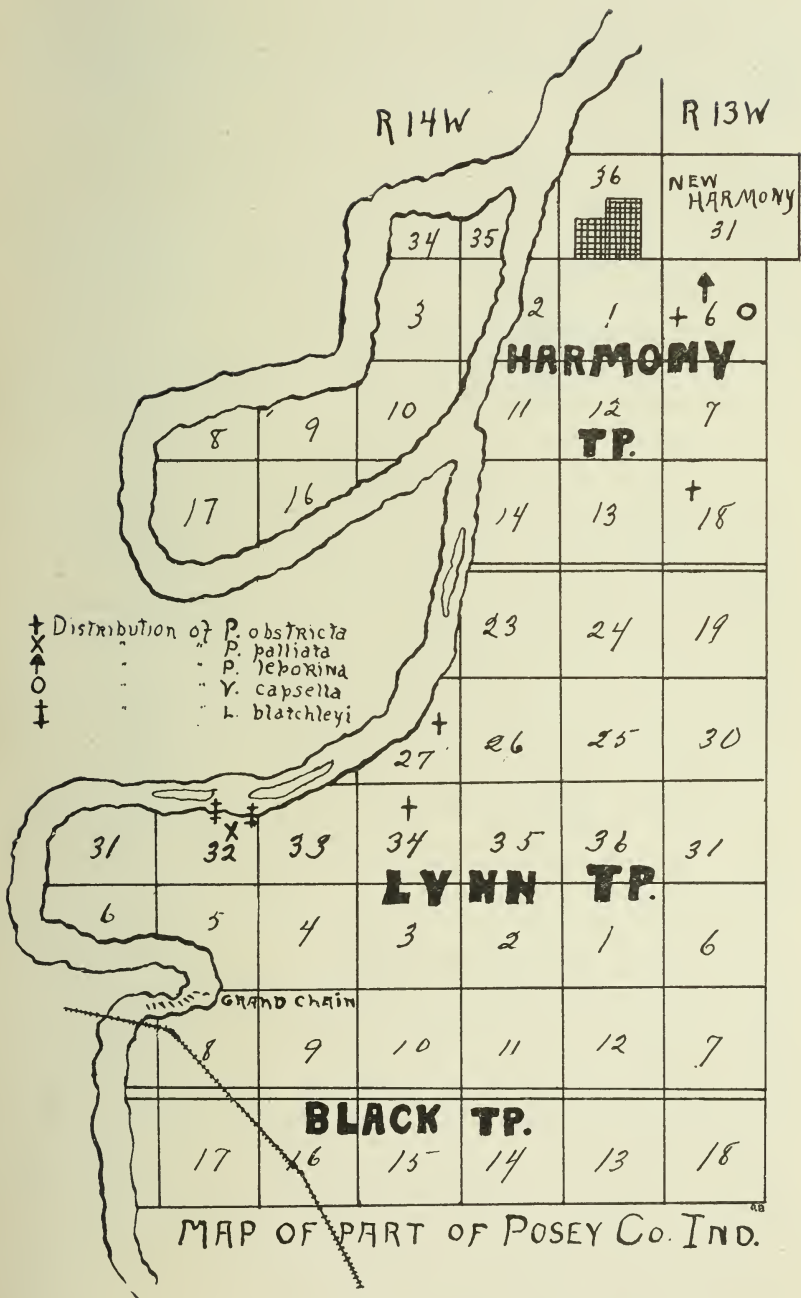 R 14 W
R 13 W
36
NEW
HARMONY
31
34 35
3 2 1 + 6 O
HARMOMY
10 11 12 7
TP.
8 9
17 16 14 13 + 18
+ Distribution of P. obstricta
X " " P. palliata
↑ " " P. leporina
O " " V. capsella
‡ " " L. blatchleyi
23 24 19
+
27 26 25 30
‡ ‡ +
X
31 32 33 34 35 36 31
LYNN TP.
6 5 4 3 2 1 6
GRAND CHAIN
8 9 10 11 12 7
BLACK TP.
17 16 15 14 13 18
MAP OF PART OF POSEY CO. IND.